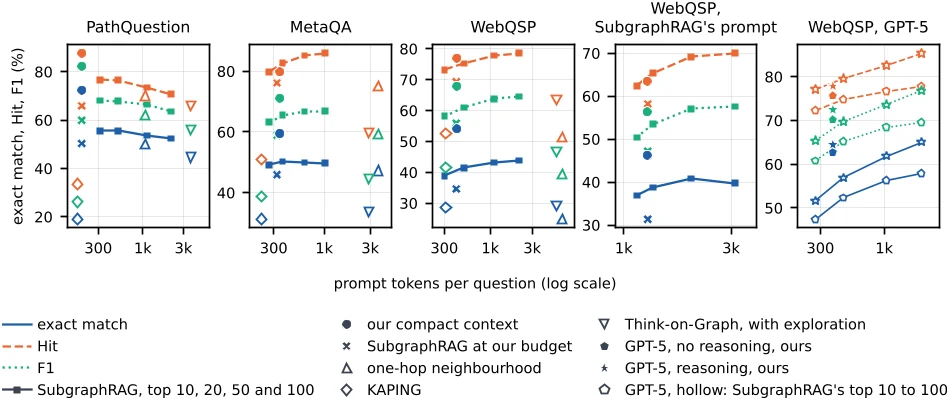 PathQuestion
MetaQA
WebQSP
WebQSP,
SubgraphRAG's prompt
WebQSP, GPT-5
exact match, Hit, F1 (%)
80
60
40
20
300
1k
3k
80
60
40
300
1k
3k
80
70
60
50
40
30
300
1k
3k
70
60
50
40
30
1k
3k
80
70
60
50
300
1k
prompt tokens per question (log scale)
exact match
Hit
F1
SubgraphRAG, top 10, 20, 50 and 100
our compact context
SubgraphRAG at our budget
one-hop neighbourhood
KAPING
Think-on-Graph, with exploration
GPT-5, no reasoning, ours
GPT-5, reasoning, ours
GPT-5, hollow: SubgraphRAG's top 10 to 100